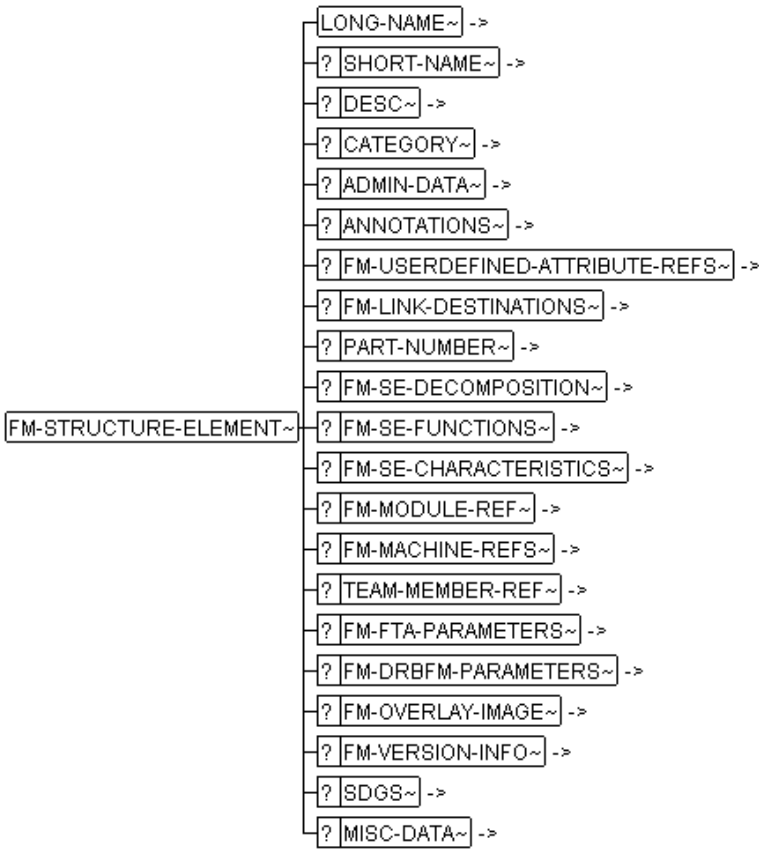 LONG-NAME~ ->
? SHORT-NAME~ ->
? DESC~ ->
? CATEGORY~ ->
? ADMIN-DATA~ ->
? ANNOTATIONS~ ->
? FM-USERDEFINED-ATTRIBUTE-REFS~ ->
? FM-LINK-DESTINATIONS~ ->
? PART-NUMBER~ ->
? FM-SE-DECOMPOSITION~ ->
FM-STRUCTURE-ELEMENT~ ? FM-SE-FUNCTIONS~ ->
? FM-SE-CHARACTERISTICS~ ->
? FM-MODULE-REF~ ->
? FM-MACHINE-REFS~ ->
? TEAM-MEMBER-REF~ ->
? FM-FTA-PARAMETERS~ ->
? FM-DRBFM-PARAMETERS~ ->
? FM-OVERLAY-IMAGE~ ->
? FM-VERSION-INFO~ ->
? SDGS~ ->
? MISC-DATA~ ->